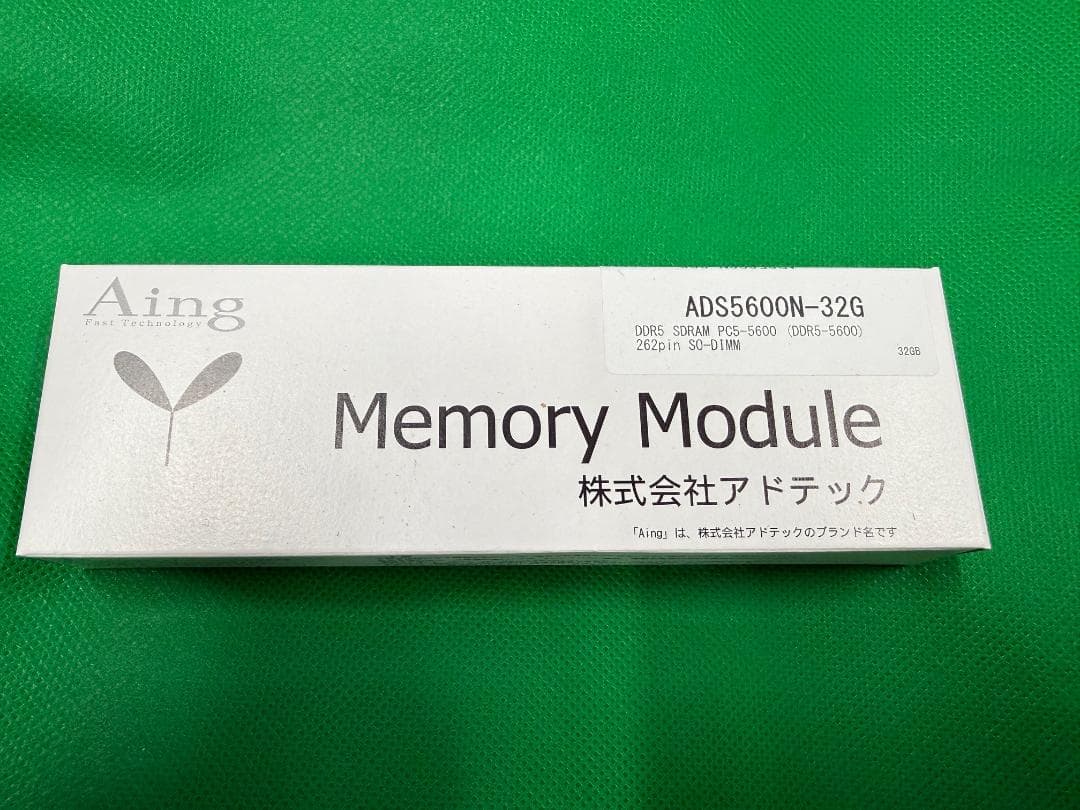 Aing
Fast Technology
ADS5600N-32G
DDR5 SDRAM PC5-5600 (DDR5-5600)
262pin SO-DIMM
32GB
Memory Module
株式会社アドテック
「Aing」は、株式会社アドテックのブランド名です